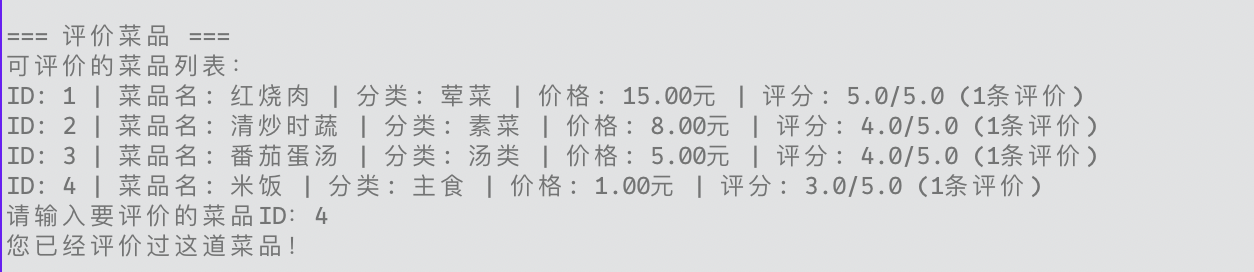 === 评价菜品 ===
可评价的菜品列表：
ID: 1 | 菜品名: 红烧肉 | 分类: 荤菜 | 价格: 15.00元 | 评分: 5.0/5.0 (1条评价)
ID: 2 | 菜品名: 清炒时蔬 | 分类: 素菜 | 价格: 8.00元 | 评分: 4.0/5.0 (1条评价)
ID: 3 | 菜品名: 番茄蛋汤 | 分类: 汤类 | 价格: 5.00元 | 评分: 4.0/5.0 (1条评价)
ID: 4 | 菜品名: 米饭 | 分类: 主食 | 价格: 1.00元 | 评分: 3.0/5.0 (1条评价)
请输入要评价的菜品ID: 4
您已经评价过这道菜品！